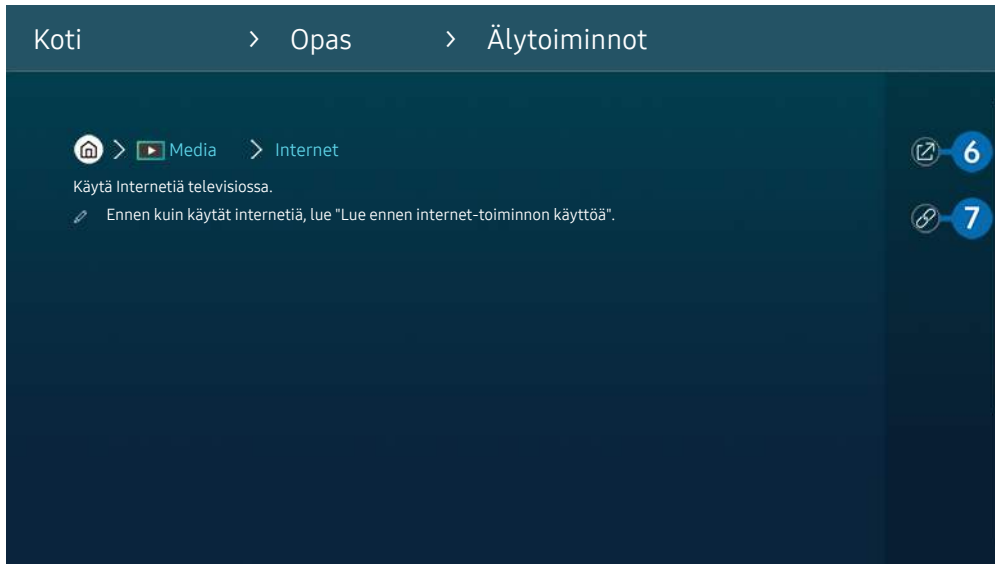 Koti > Opas > Älytoiminnot
> Media > Internet
6
Käytä Internetiä televisiossa.
Ennen kuin käytät internetiä, lue "Lue ennen internet-toiminnon käyttöä".
7